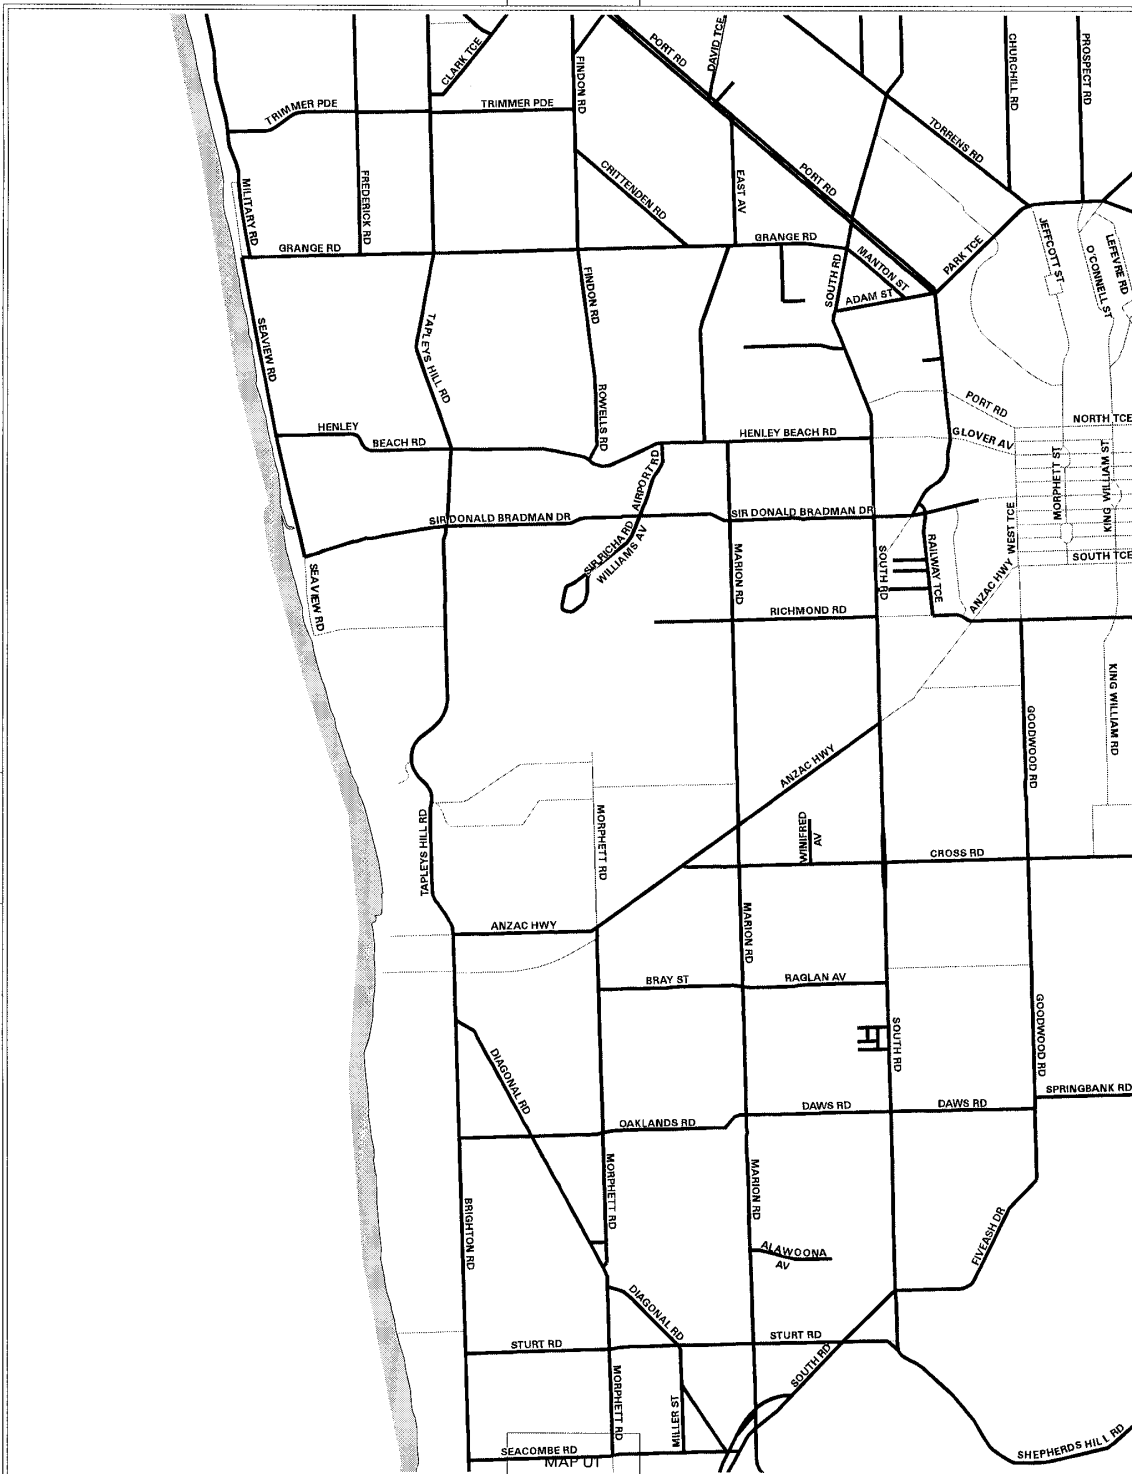 PORT RD
DAVID TCE
CLARK TCE
FINDON RD
CHURCHILL RD
PROSPECT RD
TRIMMER PDE
TRIMMER PDE
TORRENS RD
PORT RD
CRITTENDEN RD
EAST AV
MILITARY RD
FREDERICK RD
GRANGE RD
GRANGE RD
MANTON ST
PARK TCE
JEFFCOTT ST
O'CONNELL ST
LEFEVRE RD
FINDON RD
SOUTH RD
ADAM ST
SEAVIEW RD
TAPLEYS HILL RD
ROWELLS RD
PORT RD
NORTH TCE
HENLEY
BEACH RD
HENLEY BEACH RD
GLOVER AV
AIRPORT RD
MORPHETT ST
KING WILLIAM ST
SIR DONALD BRADMAN DR
SIR DONALD BRADMAN DR
WEST TCE
SIR RICHARD
WILLIAMS AV
MARION RD
SOUTH RD
RAILWAY TCE
SOUTH TCE
ANZAC HWY
SEAVIEW RD
RICHMOND RD
KING WILLIAM RD
GOODWOOD RD
ANZAC HWY
TAPLEYS HILL RD
MORPHETT RD
WINIFRED
AV
CROSS RD
ANZAC HWY
MARION RD
BRAY ST
RAGLAN AV
GOODWOOD RD
SOUTH RD
DIAGONAL RD
SPRINGBANK RD
DAWS RD
DAWS RD
OAKLANDS RD
MORPHETT RD
MARION RD
BRIGHTON RD
FIVEASH DR
ALAWOONA
AV
DIAGONAL RD
STURT RD
STURT RD
SOUTH RD
MORPHETT RD
MILLER ST
SEACOMBE RD
SHEPHERDS HILL RD
MAP U1